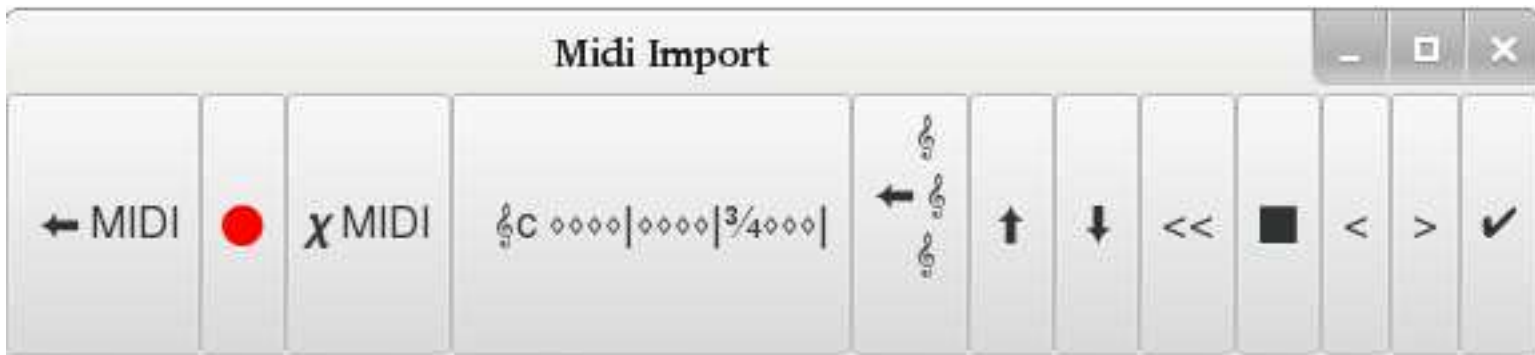 Midi Import
← MIDI
χ MIDI
𝄞C ⋄⋄⋄⋄|⋄⋄⋄⋄|¾⋄⋄⋄|
<<
<
>